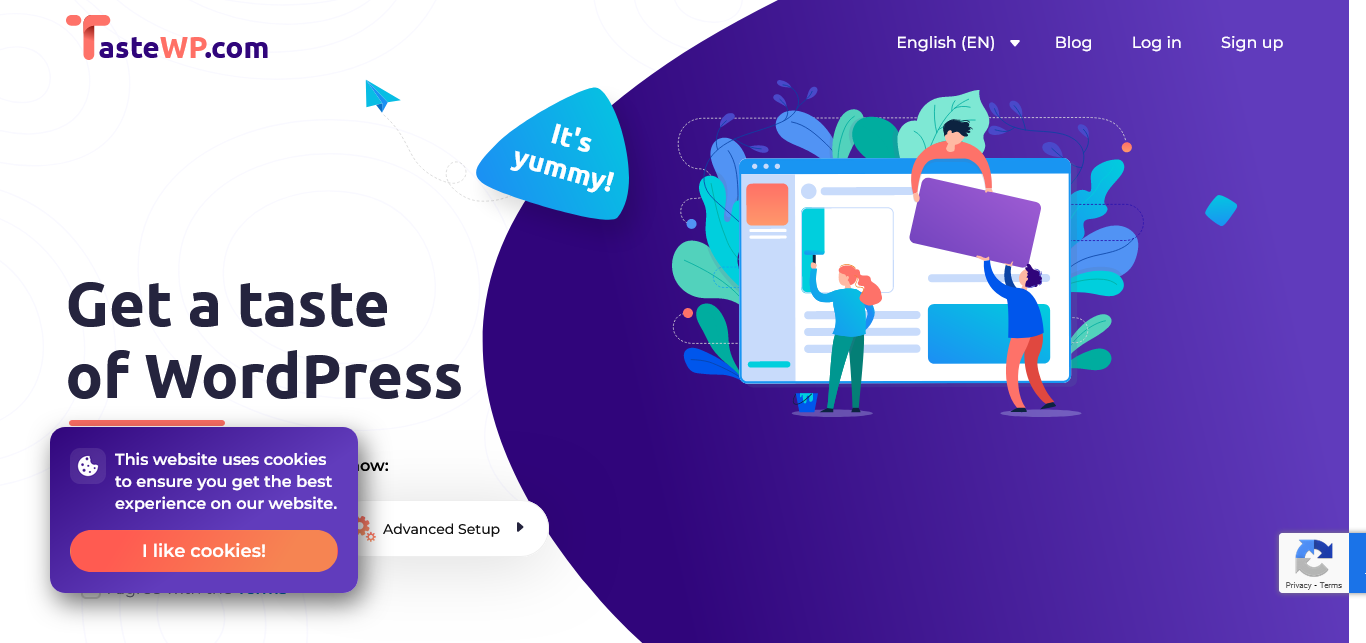 TasteWP.com
English (EN)
Blog
Log in
Sign up
It's
yummy!
Get a taste
of WordPress
This website uses cookies
to ensure you get the best
experience on our website.
I like cookies!
Advanced Setup
Privacy - Terms